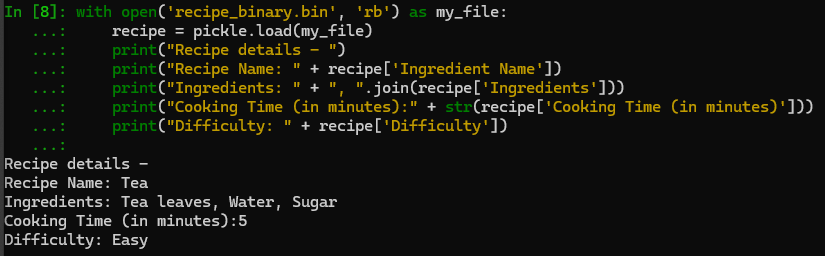 In [8]: with open('recipe_binary.bin', 'rb') as my_file:
   ...:     recipe = pickle.load(my_file)
   ...:     print("Recipe details - ")
   ...:     print("Recipe Name: " + recipe['Ingredient Name'])
   ...:     print("Ingredients: " + ", ".join(recipe['Ingredients']))
   ...:     print("Cooking Time (in minutes):" + str(recipe['Cooking Time (in minutes)']))
   ...:     print("Difficulty: " + recipe['Difficulty'])
   ...:
Recipe details -
Recipe Name: Tea
Ingredients: Tea leaves, Water, Sugar
Cooking Time (in minutes):5
Difficulty: Easy